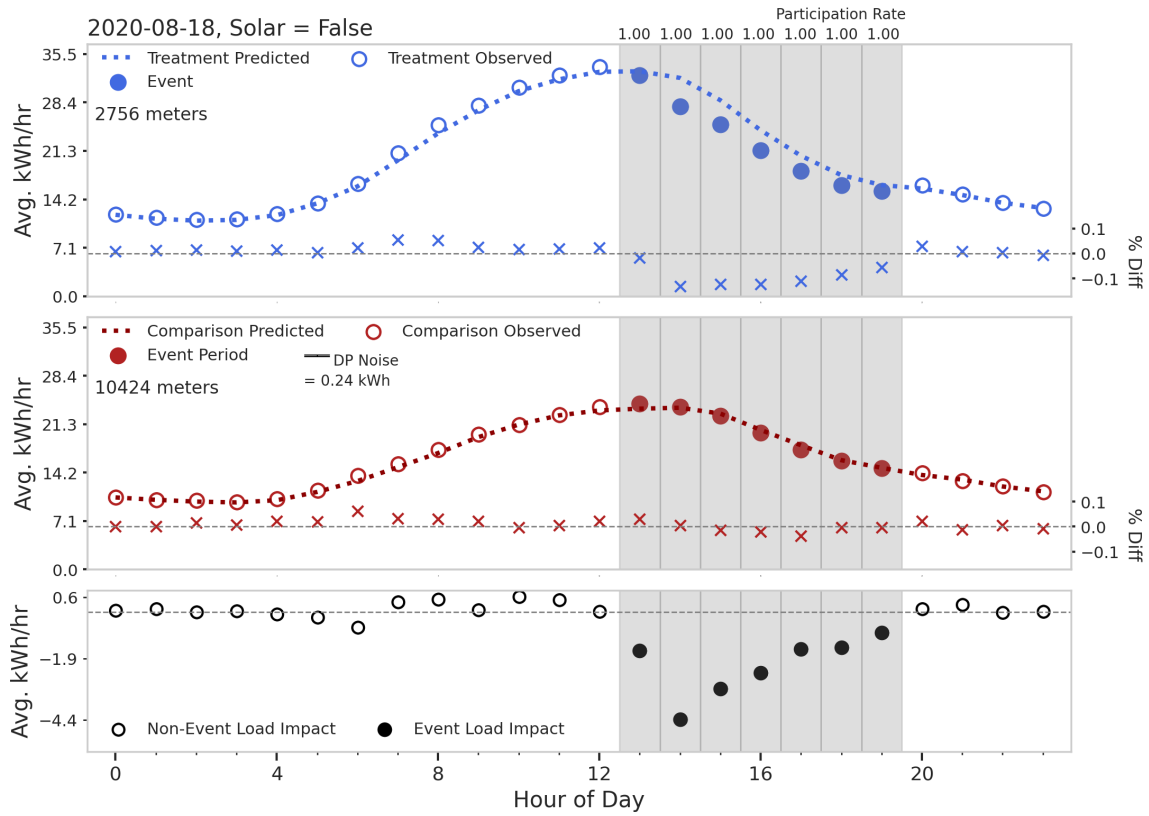 Participation Rate
2020-08-18, Solar = False
1.00 1.00 1.00 1.00 1.00 1.00 1.00
35.5
28.4
21.3
14.2
7.1
0.0
Avg. kWh/hr
Treatment Predicted
Treatment Observed
Event
2756 meters
0.1
0.0
−0.1
% Diff
35.5
28.4
21.3
14.2
7.1
0.0
Avg. kWh/hr
Comparison Predicted
Comparison Observed
Event Period
DP Noise
= 0.24 kWh
10424 meters
0.1
0.0
−0.1
% Diff
0.6
−1.9
−4.4
Avg. kWh/hr
Non-Event Load Impact
Event Load Impact
0 4 8 12 16 20
Hour of Day